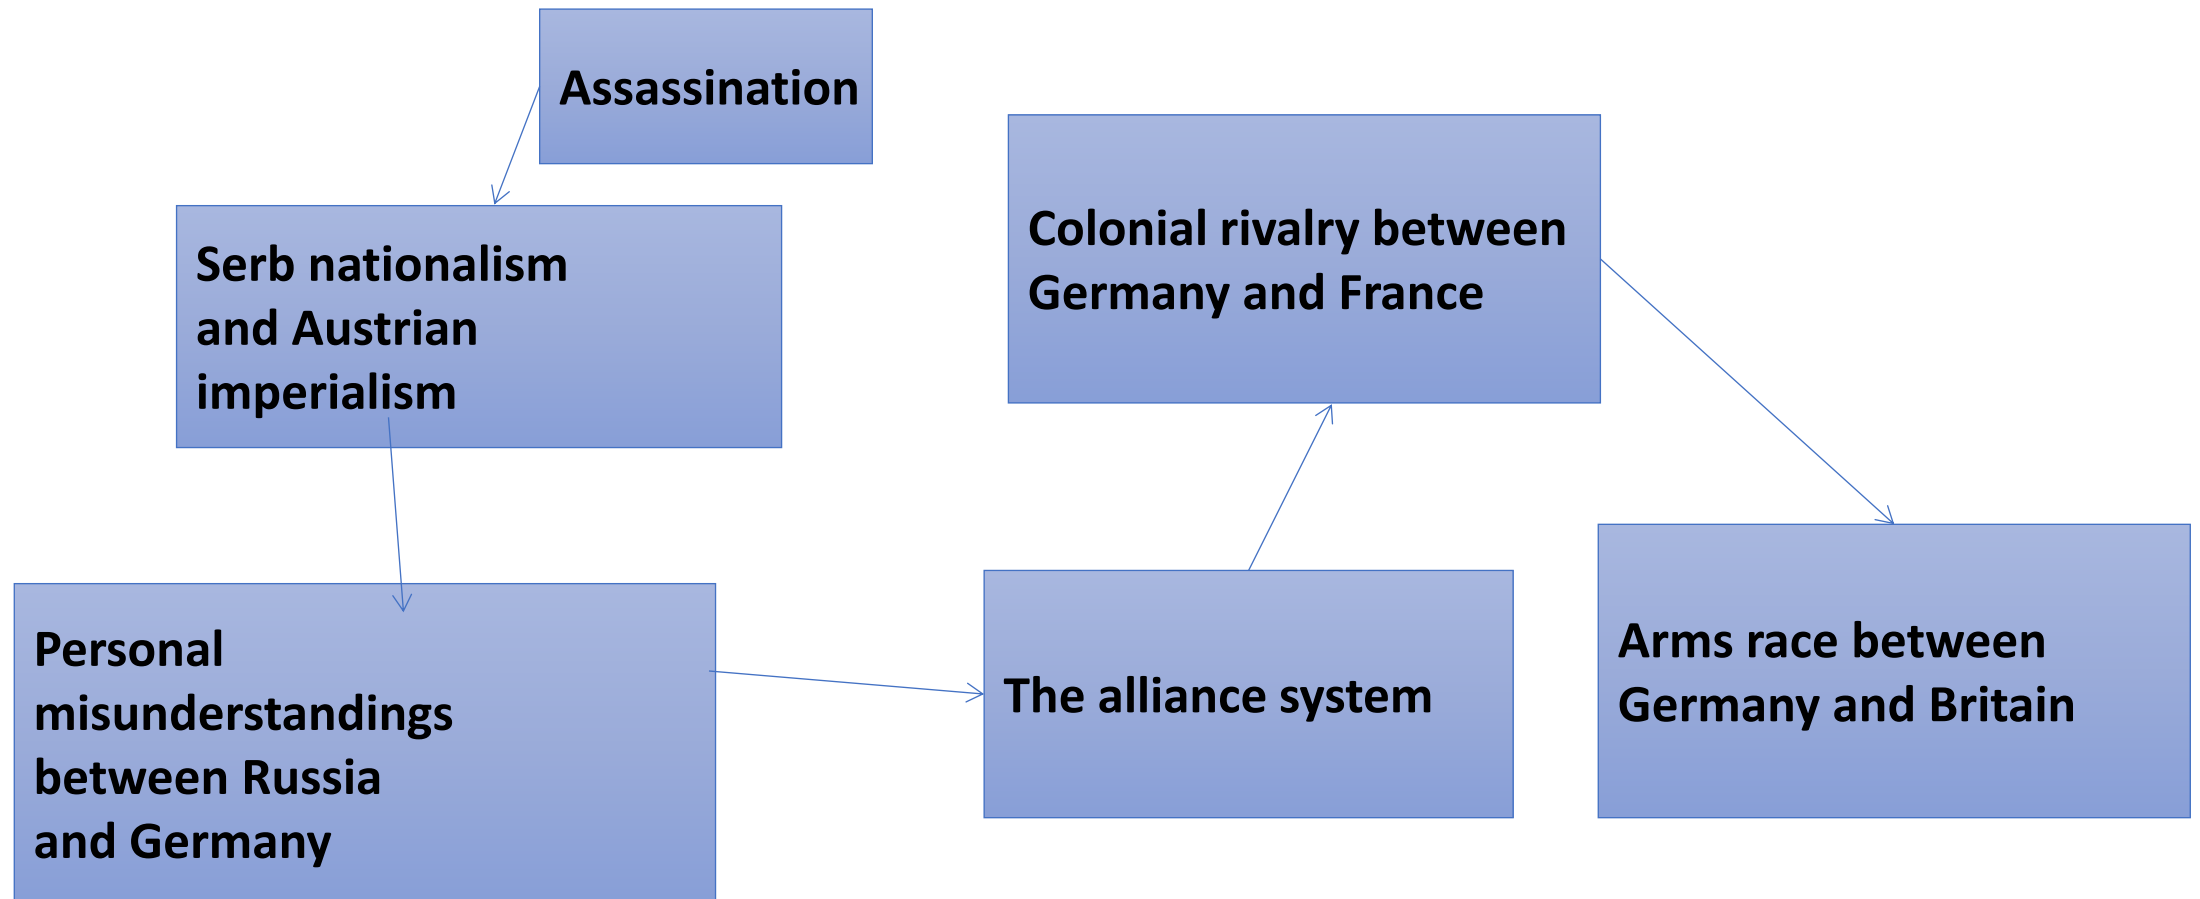 Assassination
Serb nationalism
and Austrian
imperialism
Personal
misunderstandings
between Russia
and Germany
The alliance system
Colonial rivalry between
Germany and France
Arms race between
Germany and Britain